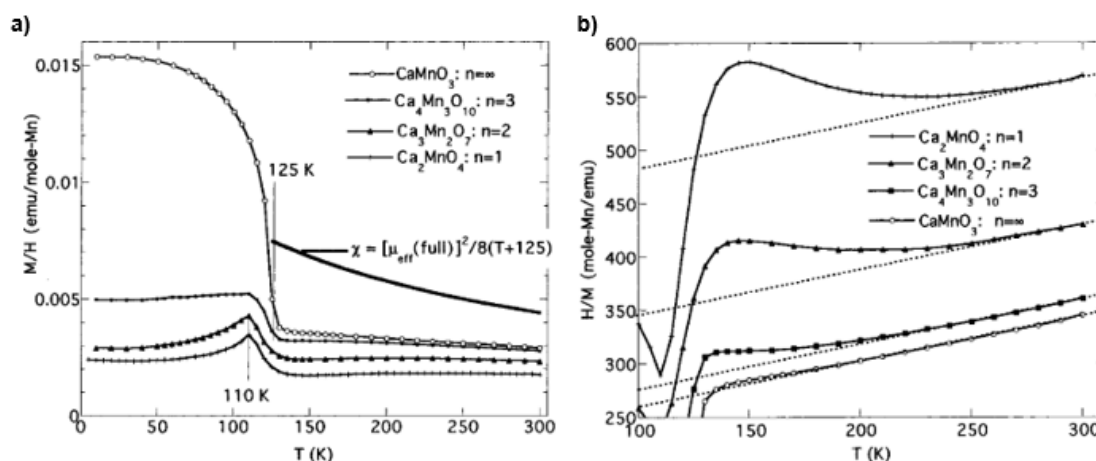 a)
0.015
0.01
0.005
0
M/H (emu/mole-Mn)
CaMnO₃: n=∞
Ca₄Mn₃O₁₀: n=3
Ca₃Mn₂O₇: n=2
Ca₂MnO₄: n=1
125 K
χ = [μeff(full)]²/8(T+125)
110 K
0 50 100 150 200 250 300
T (K)
b)
600
550
500
450
400
350
300
250
H/M (mole-Mn/emu)
Ca₂MnO₄: n=1
Ca₃Mn₂O₇: n=2
Ca₄Mn₃O₁₀: n=3
CaMnO₃ : n=∞
100 150 200 250 300
T (K)